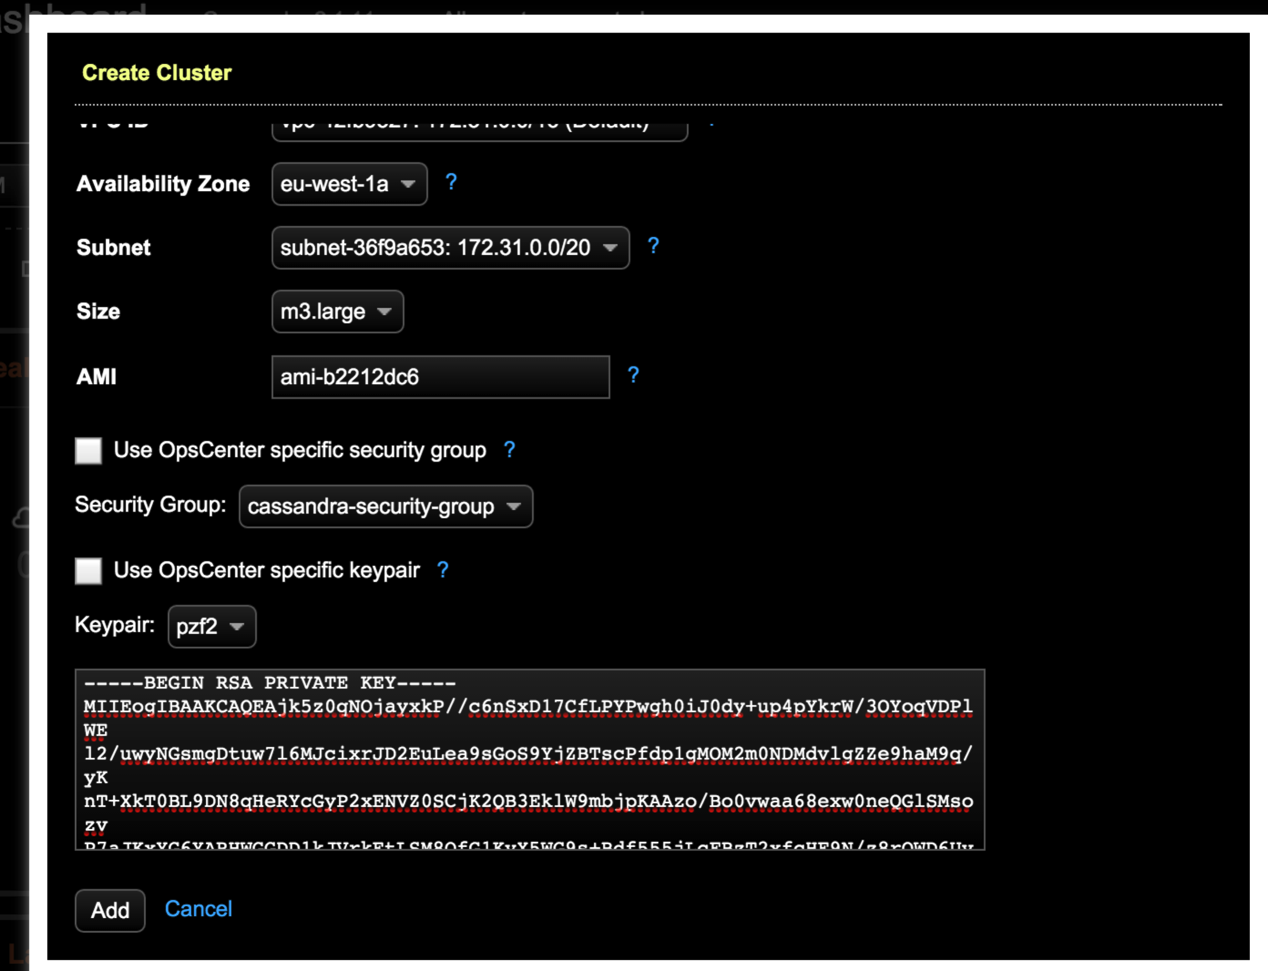 Create Cluster
(Default)
Availability Zone eu-west-1a ?
Subnet subnet-36f9a653: 172.31.0.0/20 ?
Size m3.large
AMI ami-b2212dc6 ?
Use OpsCenter specific security group ?
Security Group: cassandra-security-group
Use OpsCenter specific keypair ?
Keypair: pzf2
-----BEGIN RSA PRIVATE KEY-----
MIIEogIBAAKCAQEAjk5z0qNOjayxkP//c6nSxD17CfLPYPwgh0iJ0dy+up4pYkrW/3OYoqVDPl
WE
l2/uwyNGsmgDtuw7l6MJcixrJD2EuLea9sGoS9YjZBTscPfdp1gMOM2m0NDMdvlgZZe9haM9q/
yK
nT+XkT0BL9DN8qHeRYcGyP2xENVZ0SCjK2QB3EklW9mbjpKAAzo/Bo0vwaa68exw0neQGlSMso
zv
Add Cancel